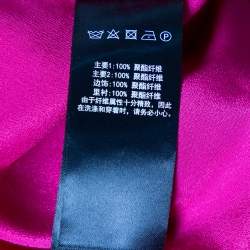 主要1:100% 聚酯纤维
主要2:100% 聚酯纤维
边饰:100% 聚酯纤维
里衬:100% 聚酯纤维
由于纤维属性十分精致，因此
在洗涤和穿着时，请务必小心。